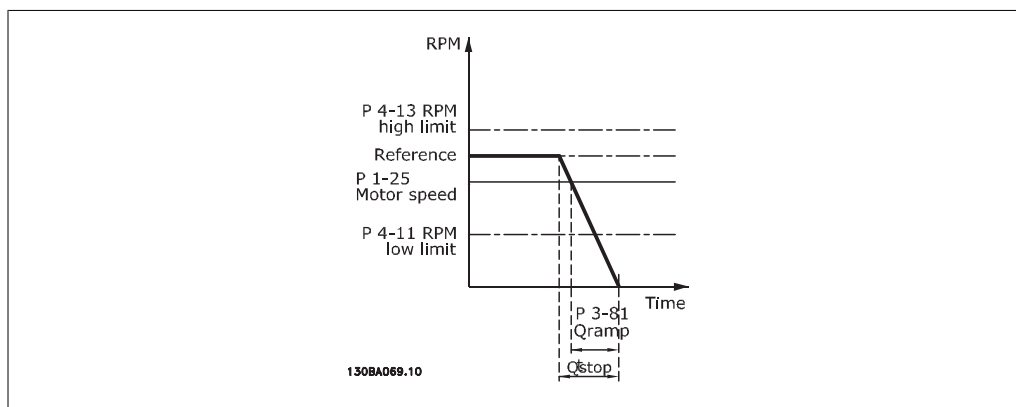 RPM
P 4-13 RPM
high limit
Reference
P 1-25
Motor speed
P 4-11 RPM
low limit
Time
P 3-81
Qramp
Qstop
130BA069.10